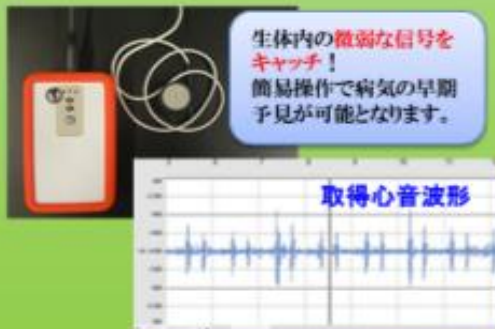 生体内の微弱な信号を
キャッチ！
簡易操作で病気の早期
予見が可能となります。
取得心音波形